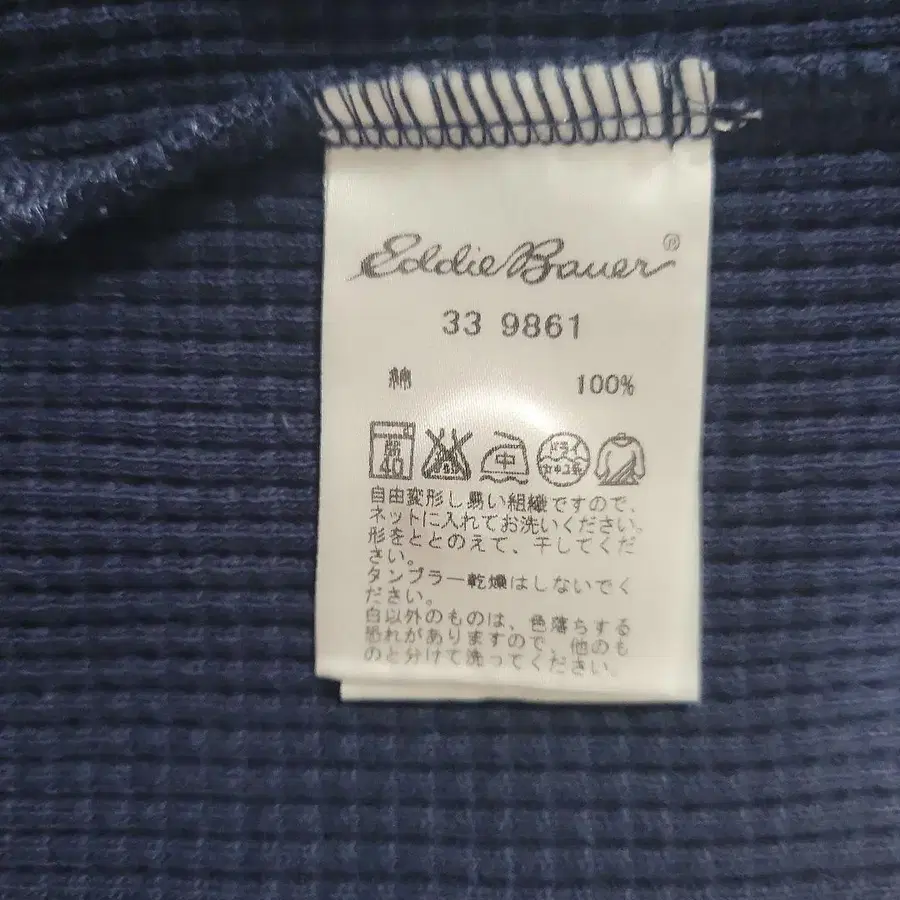 Eddie Bauer®
33 9861
綿 100%
40 中 ドライ
自由変形し易い組織ですので、
ネットに入れてお洗いください。
形をととのえて、干してくだ
さい。
タンブラー乾燥はしないでく
ださい。
白以外のものは、色落ちする
恐れがありますので、他のも
のと分けて洗ってください。